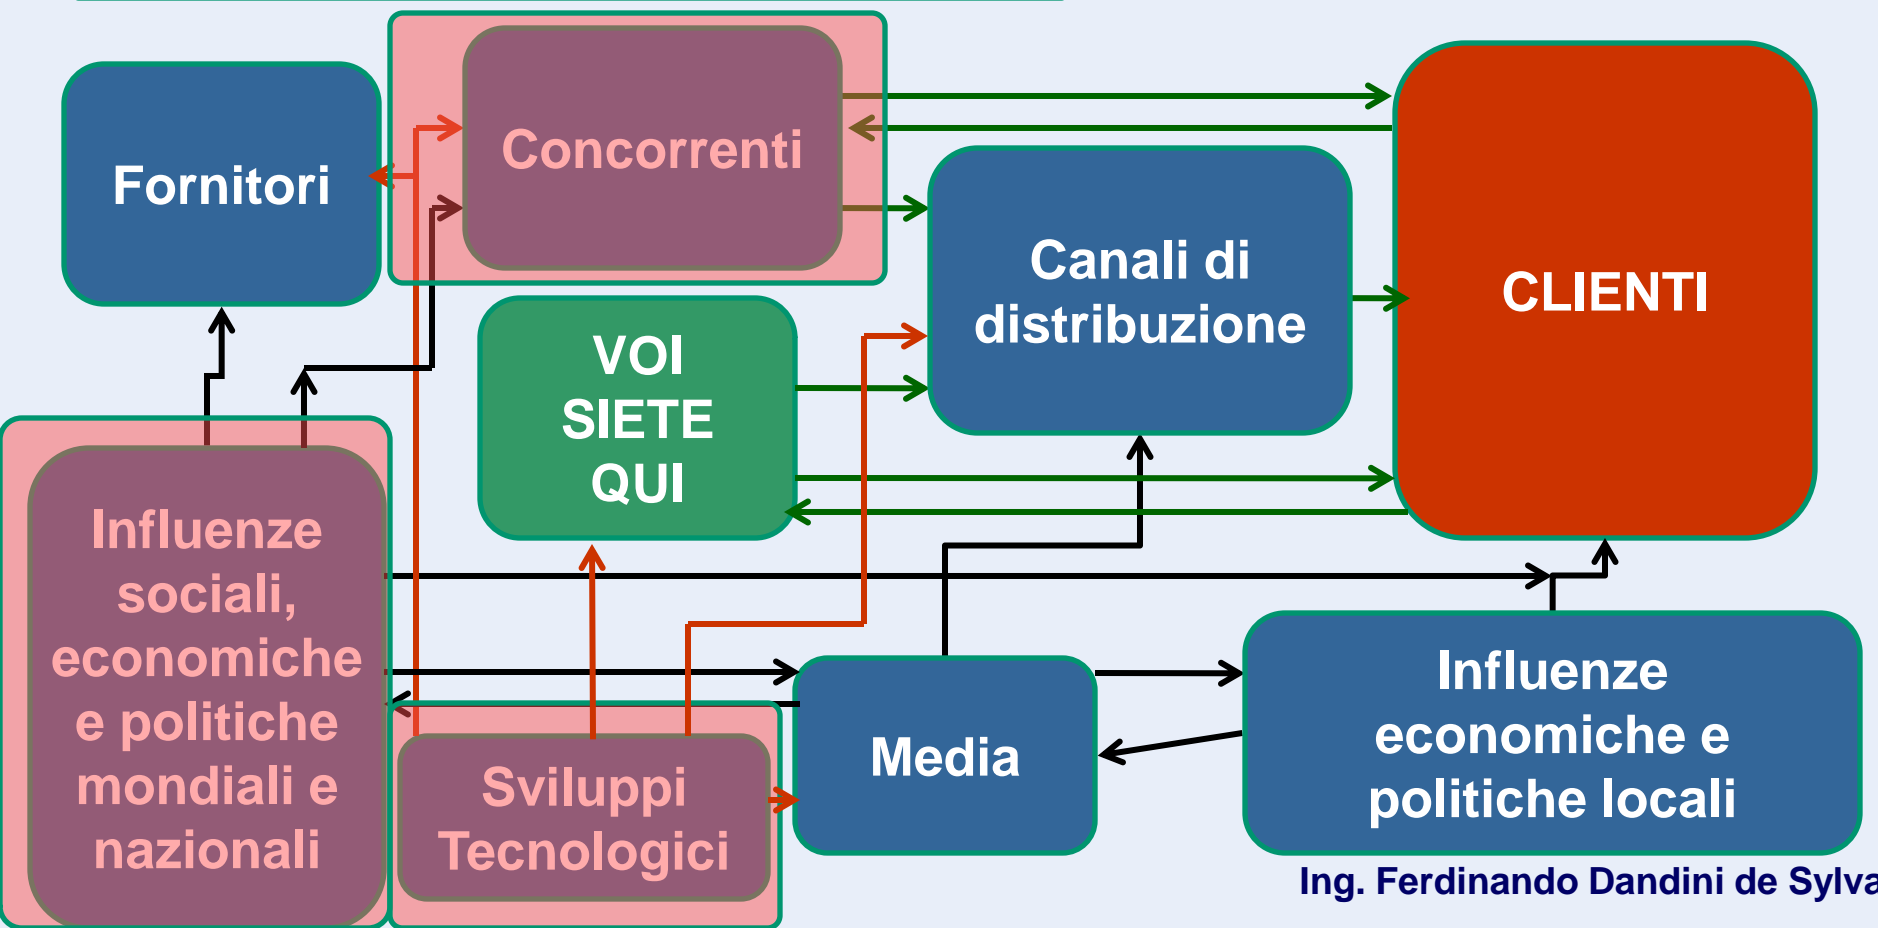 Concorrenti
Fornitori
Canali di
distribuzione
CLIENTI
VOI
SIETE
QUI
Influenze
sociali,
economiche
e politiche
mondiali e
nazionali
Sviluppi
Tecnologici
Media
Influenze
economiche e
politiche locali
Ing. Ferdinando Dandini de Sylva